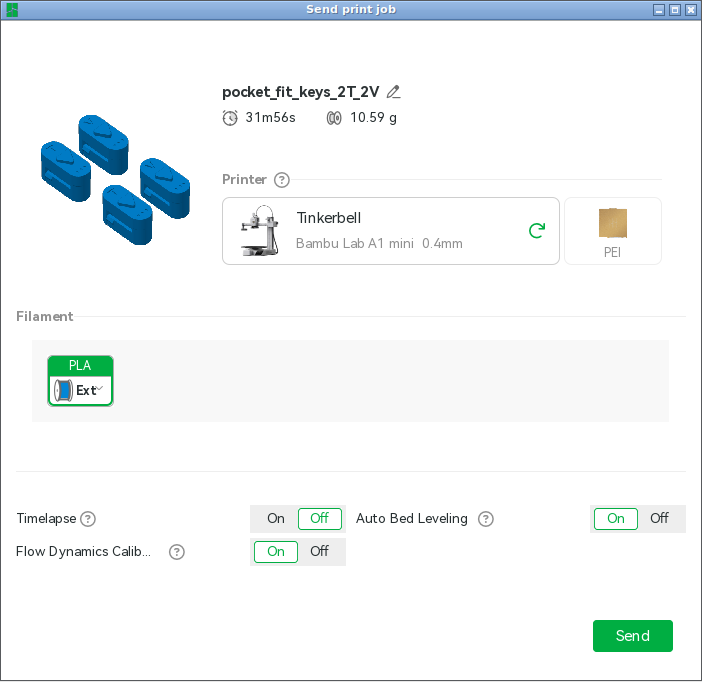 Send print job
pocket_fit_keys_2T_2V
31m56s 10.59 g
Printer
Tinkerbell
Bambu Lab A1 mini 0.4mm
PEI
Filament
PLA
Ext
Timelapse On Off Auto Bed Leveling On Off
Flow Dynamics Calib... On Off
Send